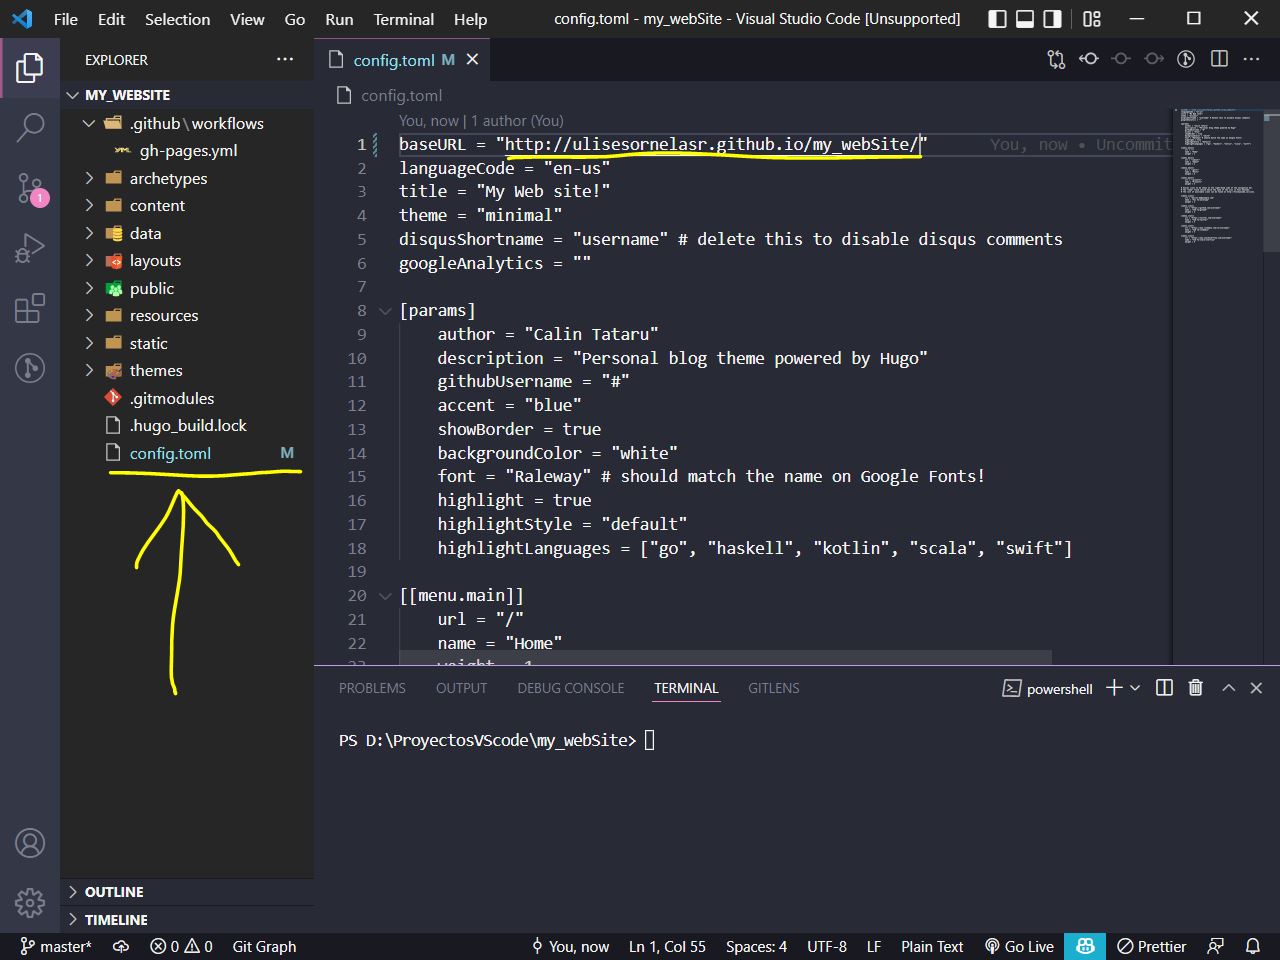 File Edit Selection View Go Run Terminal Help config.toml - my_webSite - Visual Studio Code [Unsupported]
EXPLORER
config.toml M
MY_WEBSITE
config.toml
.github\workflows
gh-pages.yml
archetypes
content
data
layouts
public
resources
static
themes
.gitmodules
.hugo_build.lock
config.toml M
1
You, now | 1 author (You)
1 baseURL = "http://ulisesornelasr.github.io/my_webSite/" You, now • Uncommit
2 languageCode = "en-us"
3 title = "My Web site!"
4 theme = "minimal"
5 disqusShortname = "username" # delete this to disable disqus comments
6 googleAnalytics = ""
7
8 [params]
9 author = "Calin Tataru"
10 description = "Personal blog theme powered by Hugo"
11 githubUsername = "#"
12 accent = "blue"
13 showBorder = true
14 backgroundColor = "white"
15 font = "Raleway" # should match the name on Google Fonts!
16 highlight = true
17 highlightStyle = "default"
18 highlightLanguages = ["go", "haskell", "kotlin", "scala", "swift"]
19
20 [[menu.main]]
21 url = "/"
22 name = "Home"
23 weight = 1
PROBLEMS OUTPUT DEBUG CONSOLE TERMINAL GITLENS powershell
PS D:\ProyectosVScode\my_webSite>
OUTLINE
TIMELINE
master* 0 0 Git Graph You, now Ln 1, Col 55 Spaces: 4 UTF-8 LF Plain Text Go Live Prettier